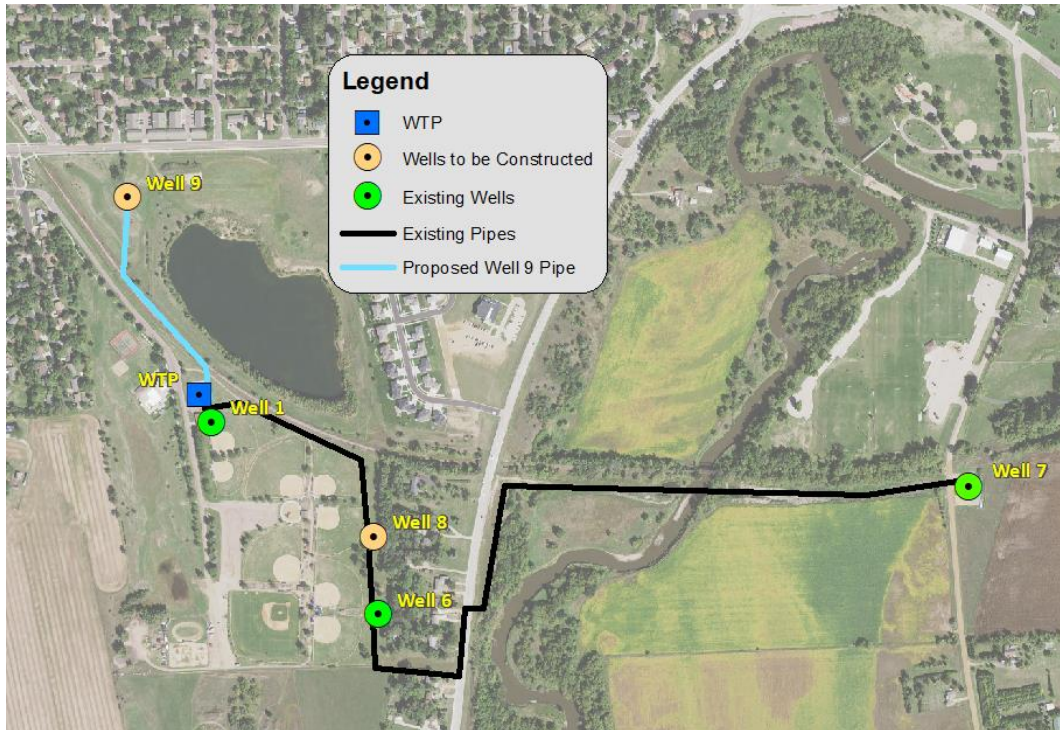 Legend
WTP
Wells to be Constructed
Existing Wells
Existing Pipes
Proposed Well 9 Pipe
Well 9
WTP
Well 1
Well 7
Well 8
Well 6